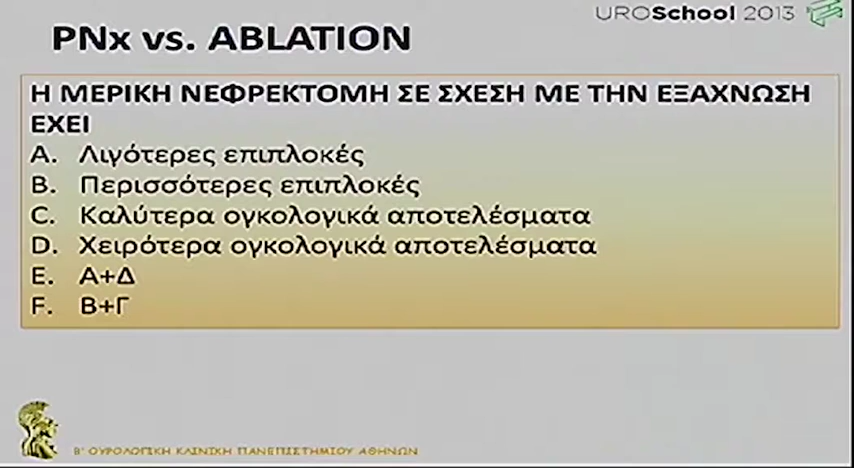 UROSchool 2013
PNx vs. ABLATION
Η ΜΕΡΙΚΗ ΝΕΦΡΕΚΤΟΜΗ ΣΕ ΣΧΕΣΗ ΜΕ ΤΗΝ ΕΞΑΧΝΩΣΗ
ΕΧΕΙ
A. Λιγότερες επιπλοκές
B. Περισσότερες επιπλοκές
C. Καλύτερα ογκολογικά αποτελέσματα
D. Χειρότερα ογκολογικά αποτελέσματα
E. Α+Δ
F. Β+Γ
Β' ΟΥΡΟΛΟΓΙΚΗ ΚΛΙΝΙΚΗ ΠΑΝΕΠΙΣΤΗΜΙΟΥ ΑΘΗΝΩΝ